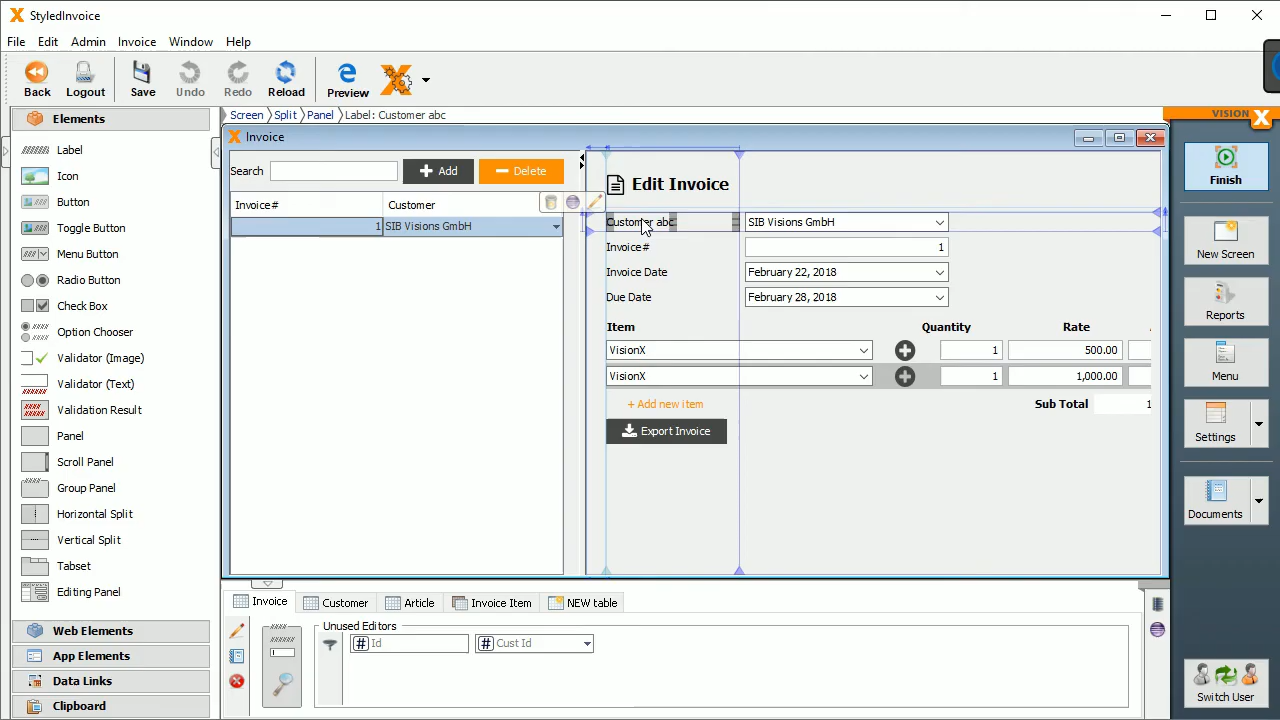 StyledInvoice
File Edit Admin Invoice Window Help
Back Logout Save Undo Redo Reload Preview
Screen Split Panel Label: Customer abc
VISION
Elements
Label
Icon
Button
Toggle Button
Menu Button
Radio Button
Check Box
Option Chooser
Validator (Image)
Validator (Text)
Validation Result
Panel
Scroll Panel
Group Panel
Horizontal Split
Vertical Split
Tabset
Editing Panel
Web Elements
App Elements
Data Links
Clipboard
Invoice
Search Add Delete
Invoice# Customer
1 SIB Visions GmbH
Edit Invoice
Customer abc SIB Visions GmbH
Invoice# 1
Invoice Date February 22, 2018
Due Date February 28, 2018
Item Quantity Rate
VisionX 1 500.00
VisionX 1 1,000.00
+ Add new item Sub Total 1
Export Invoice
Invoice Customer Article Invoice Item NEW table
Unused Editors
# Id # Cust Id
Finish
New Screen
Reports
Menu
Settings
Documents
Switch User